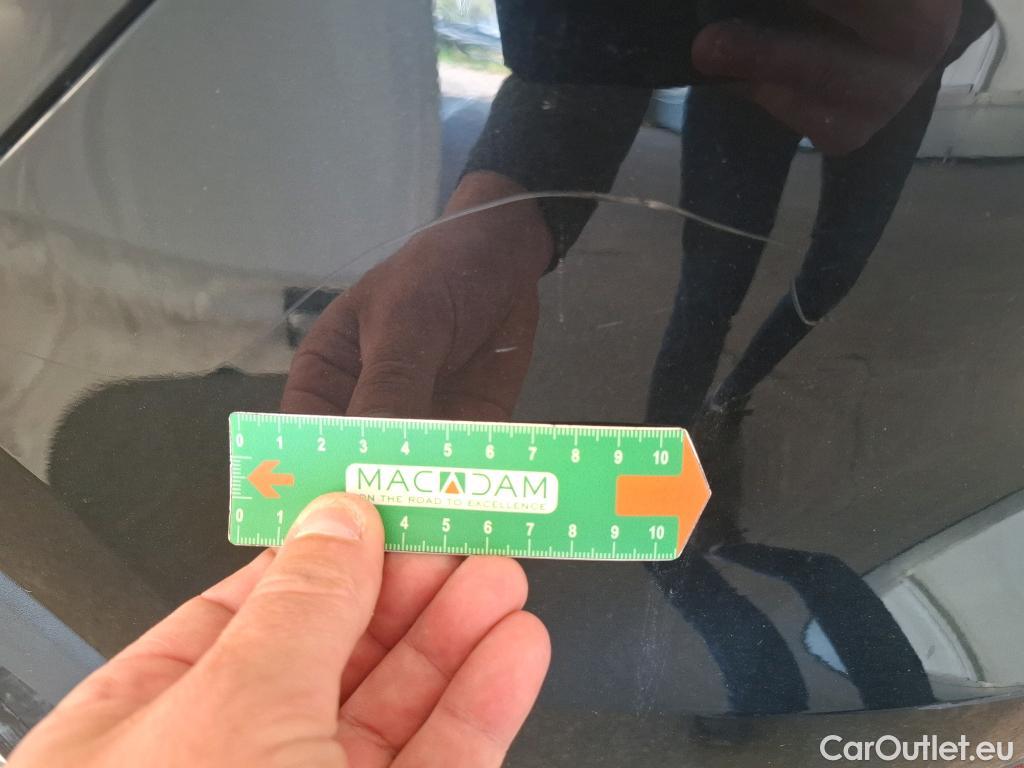 0 1 2 3 4 5 6 7 8 9 10
MACADAM
ON THE ROAD TO EXCELLENCE
0 1 4 5 6 7 8 9 10
CarOutlet.eu